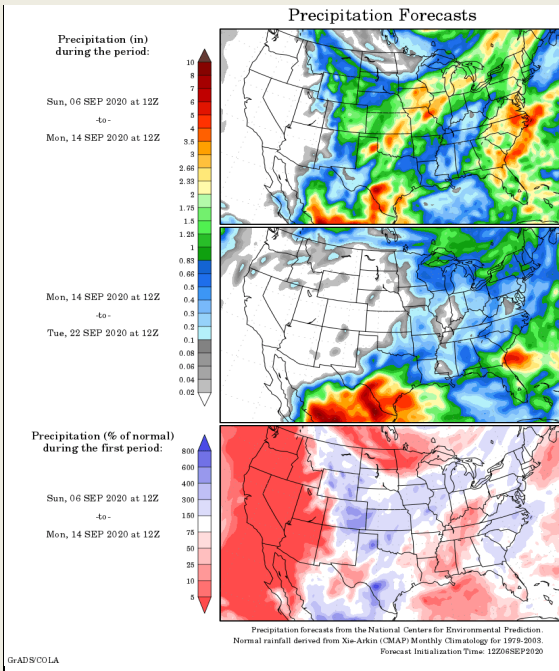 Precipitation Forecasts
Precipitation (in)
during the period:
Sun, 06 SEP 2020 at 12Z
-to-
Mon, 14 SEP 2020 at 12Z
10
8
7
6
5
4
3.5
3
2.66
2.33
2
1.75
1.5
1.25
1
0.83
0.66
0.5
0.4
0.3
0.2
0.1
0.08
0.06
0.04
0.02
Mon, 14 SEP 2020 at 12Z
-to-
Tue, 22 SEP 2020 at 12Z
Precipitation (% of normal)
during the first period:
Sun, 06 SEP 2020 at 12Z
-to-
Mon, 14 SEP 2020 at 12Z
800
600
400
300
150
75
50
25
10
5
Precipitation forecasts from the National Centers for Environmental Prediction.
Normal rainfall derived from Xie-Arkin (CMAP) Monthly Climatology for 1979-2003.
Forecast Initialization Time: 12Z06SEP2020
GrADS/COLA